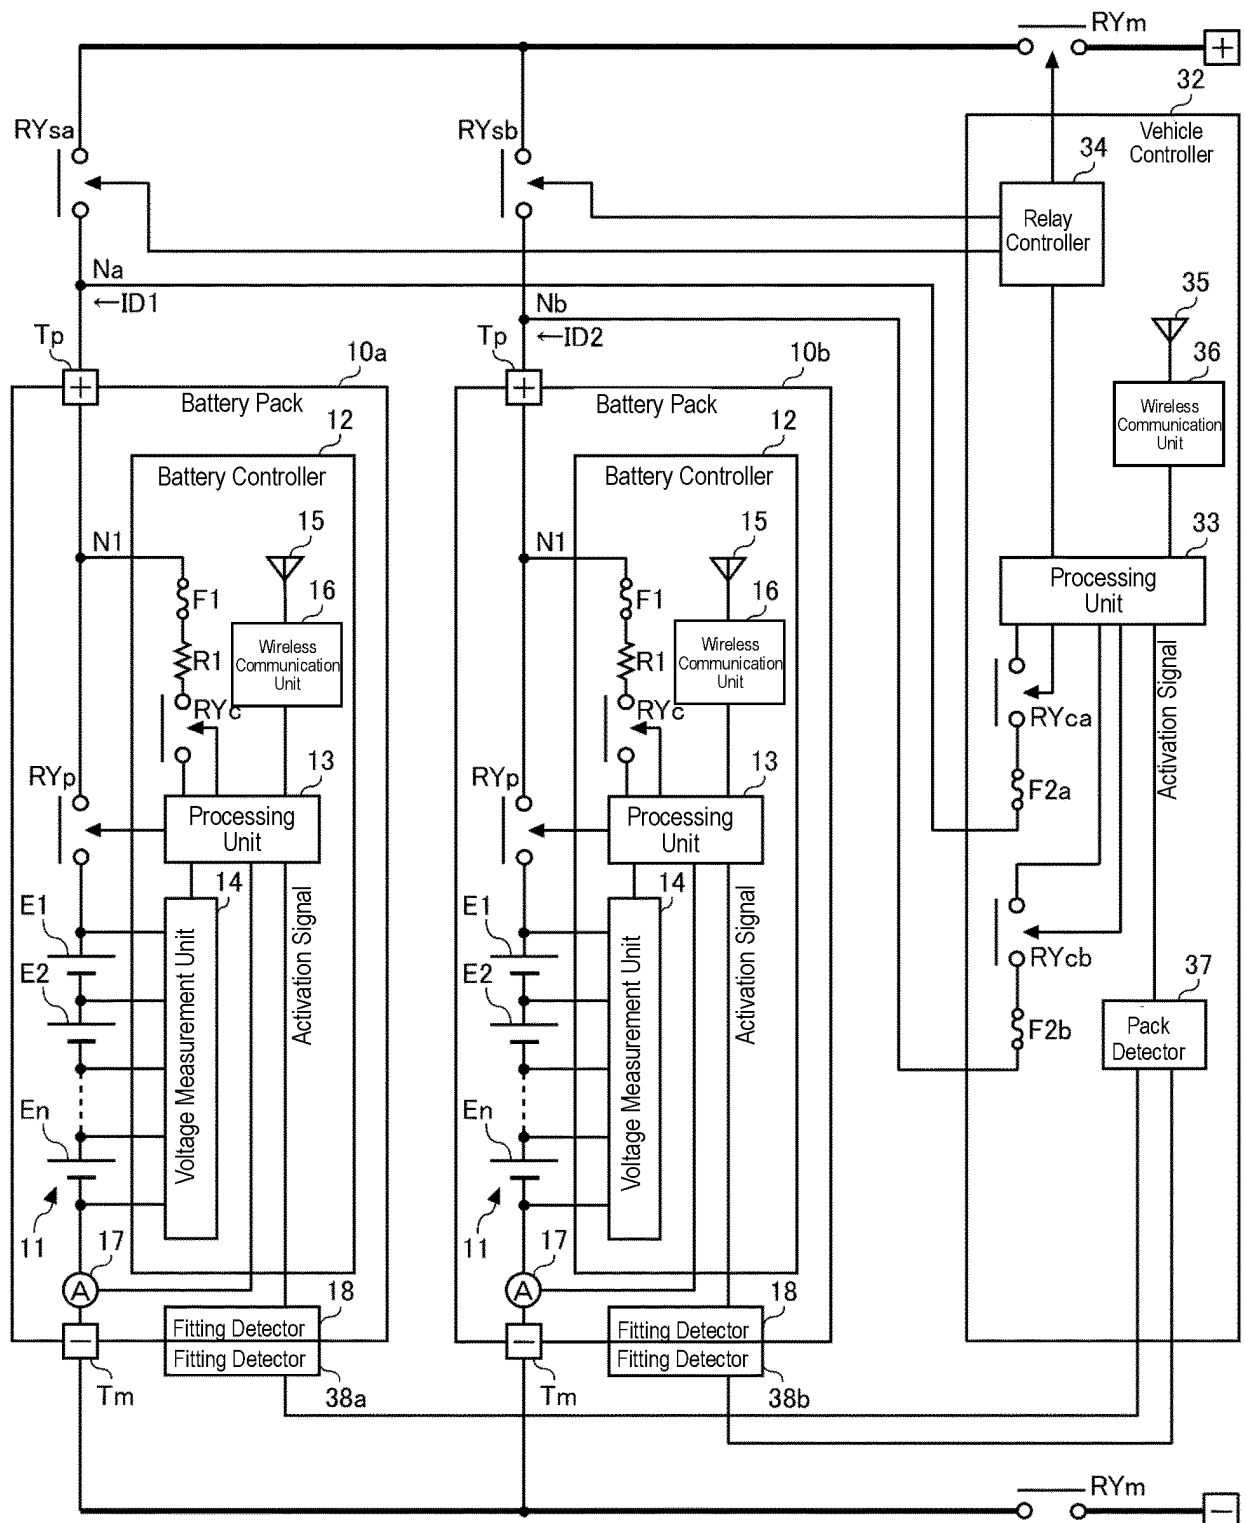 RYm
+
32
Vehicle
Controller
RYsa
RYsb
34
Relay
Controller
Na
←ID1
Nb
←ID2
35
36
Wireless
Communication
Unit
Tp
+
10a
Battery Pack
Tp
+
10b
Battery Pack
12
Battery Controller
12
Battery Controller
N1
15
F1
16
Wireless
Communication
Unit
R1
RYc
N1
15
F1
16
Wireless
Communication
Unit
R1
RYc
33
Processing
Unit
RYca
F2a
Activation Signal
RYp
13
Processing
Unit
RYp
13
Processing
Unit
E1
14
E2
Voltage Measurement Unit
Activation Signal
En
11
E1
14
E2
Voltage Measurement Unit
Activation Signal
En
11
RYcb
F2b
37
Pack
Detector
17
A
18
Fitting Detector
Fitting Detector
−
Tm
38a
17
A
18
Fitting Detector
Fitting Detector
−
Tm
38b
RYm
−